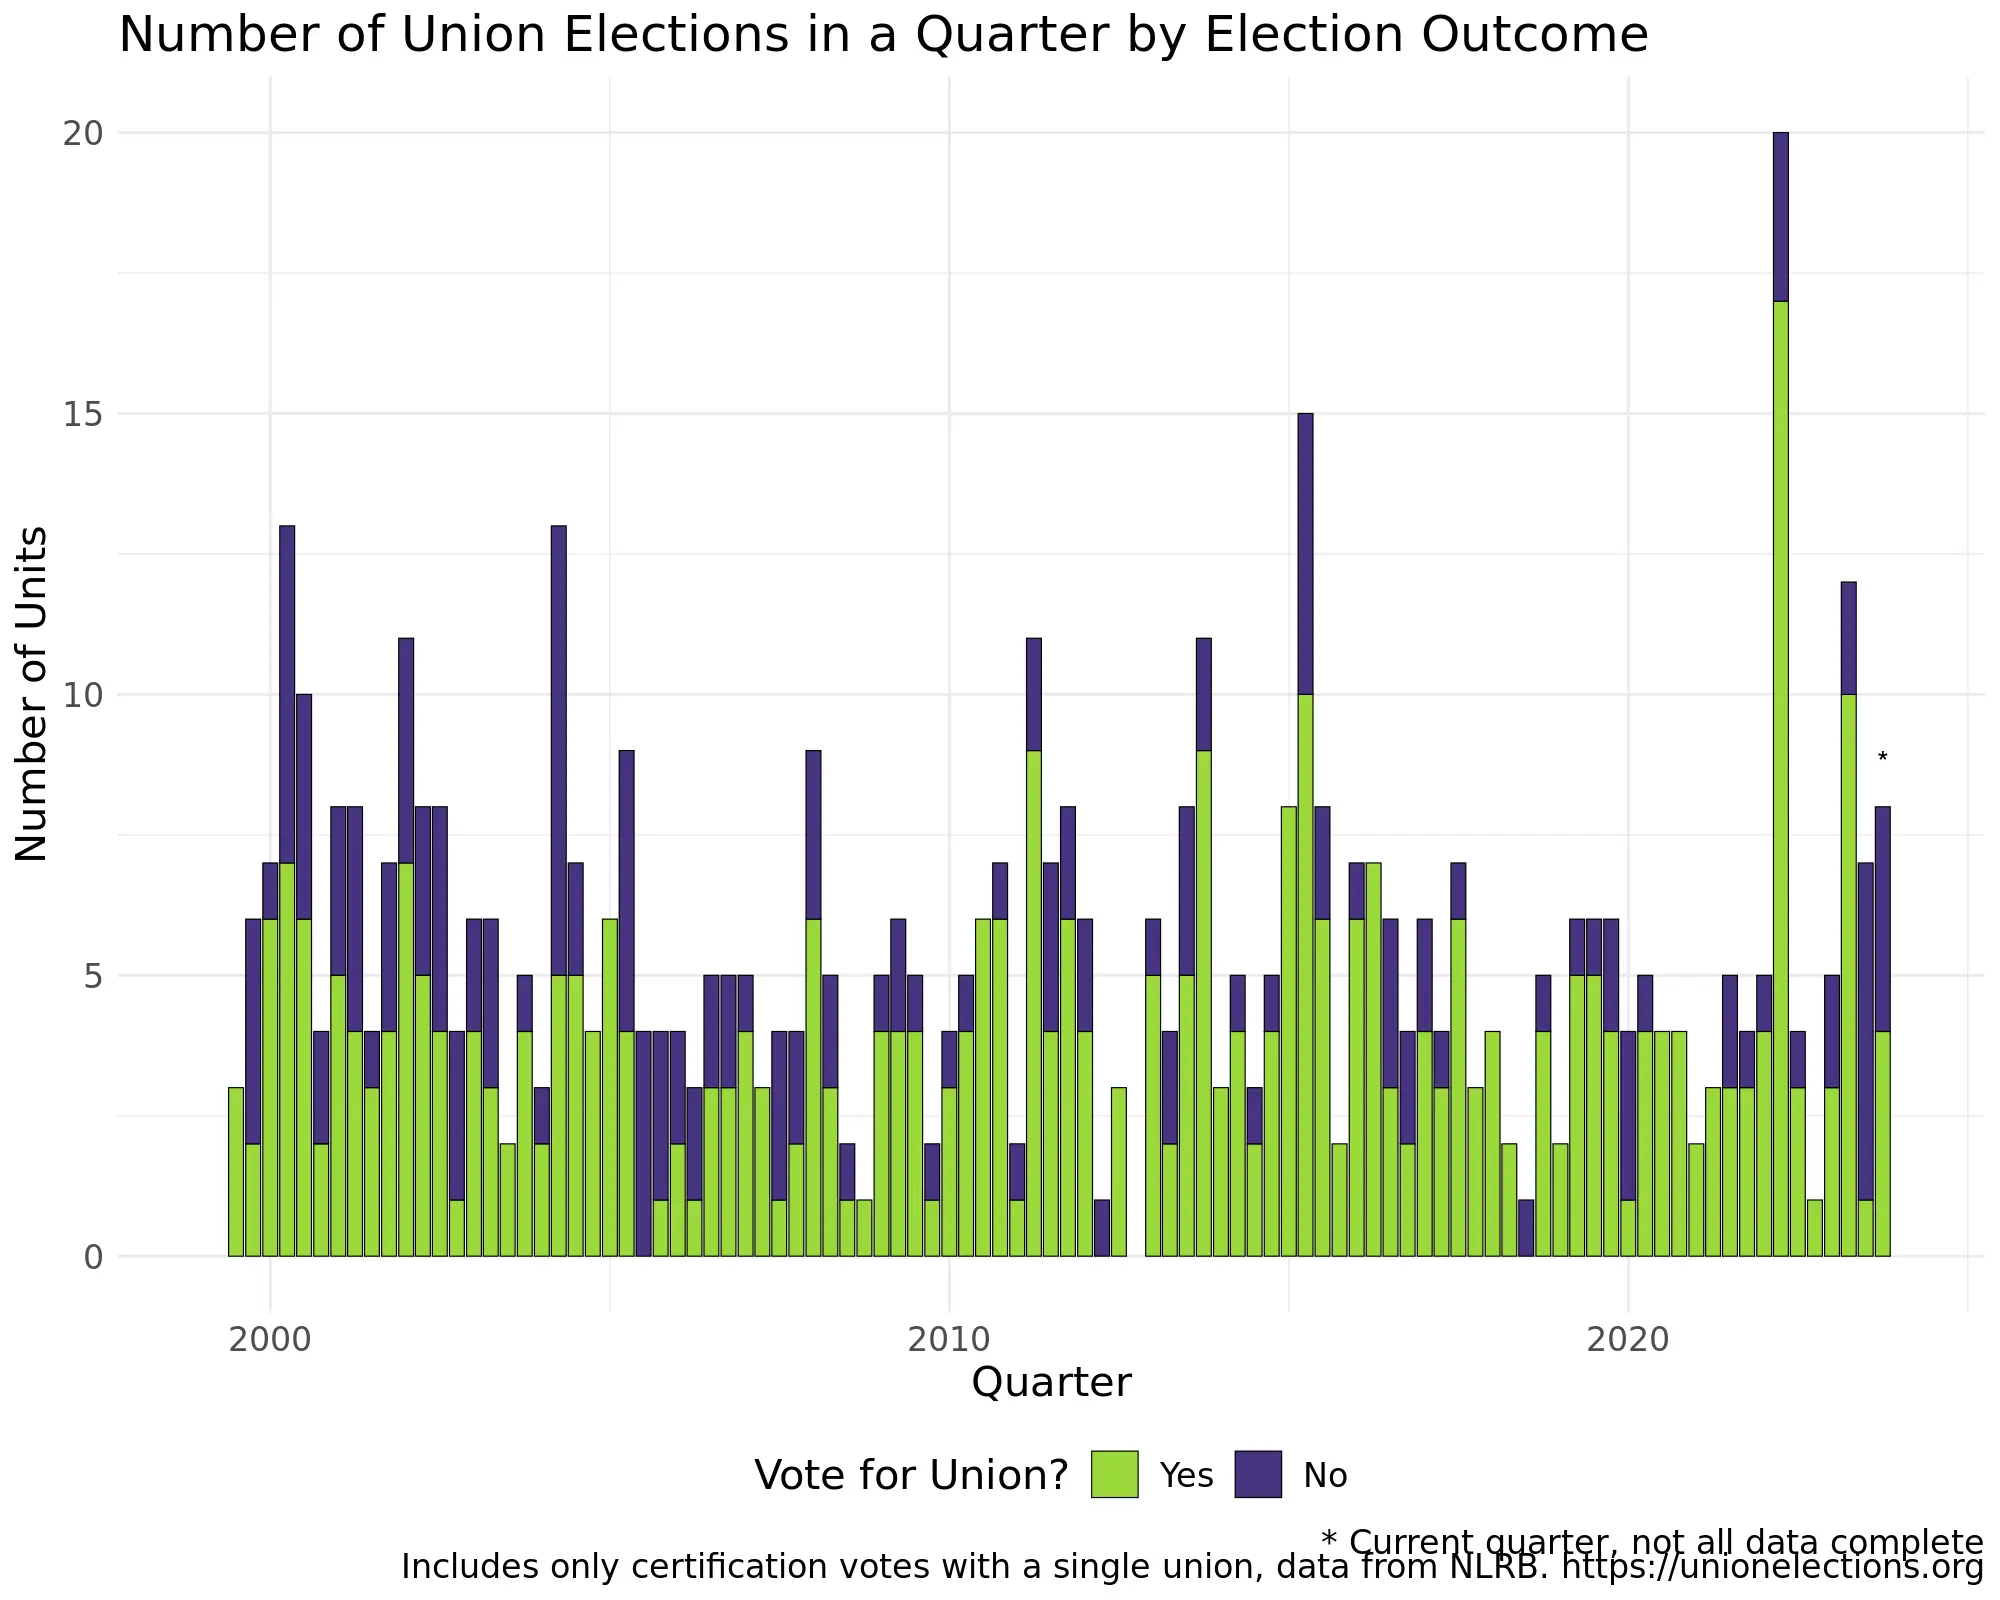 Number of Union Elections in a Quarter by Election Outcome
20
15
10
5
0
Number of Units
*
2000
2010
2020
Quarter
Vote for Union? Yes No
* Current quarter, not all data complete
Includes only certification votes with a single union, data from NLRB. https://unionelections.org